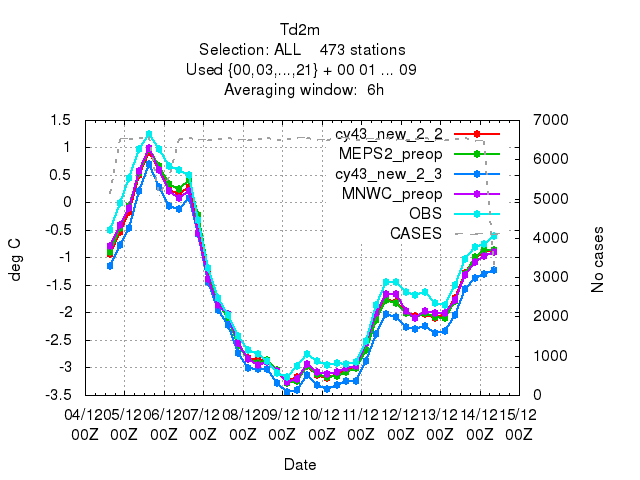 Td2m
Selection: ALL 473 stations
Used {00,03,...,21} + 00 01 ... 09
Averaging window: 6h
1.5
1
0.5
0
-0.5
-1
-1.5
-2
-2.5
-3
-3.5
deg C
7000
6000
5000
4000
3000
2000
1000
0
No cases
cy43_new_2_2
MEPS2_preop
cy43_new_2_3
MNWC_preop
OBS
CASES
04/12 05/12 06/12 07/12 08/12 09/12 10/12 11/12 12/12 13/12 14/12 15/12
00Z 00Z 00Z 00Z 00Z 00Z 00Z 00Z 00Z 00Z 00Z 00Z
Date